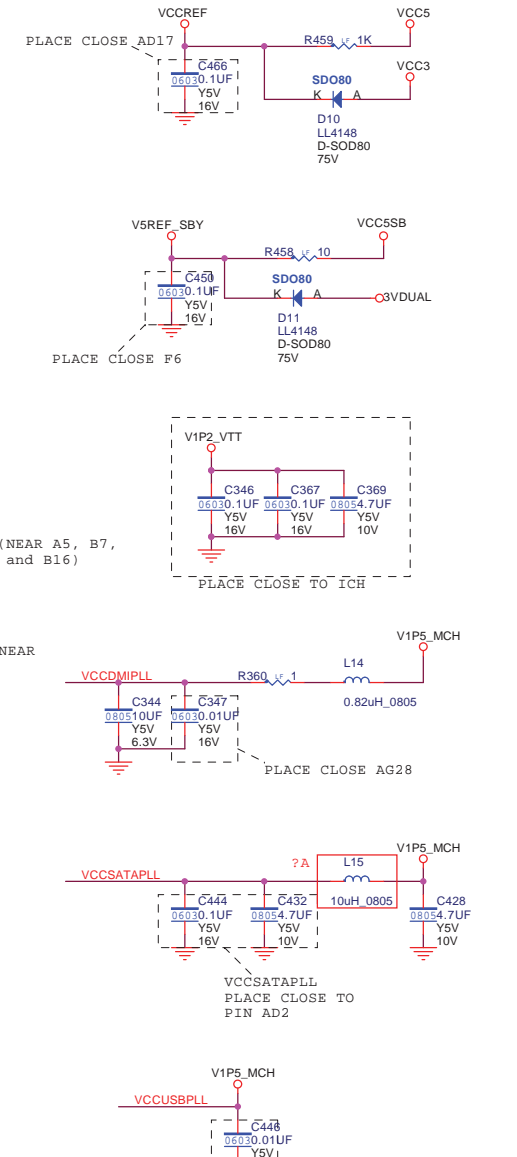 VCCREF
VCC5
PLACE CLOSE AD17
R459 LF 1K
VCC3
C466
0603 0.1UF
Y5V
16V
SDO80
K A
D10
LL4148
D-SOD80
75V
V5REF_SBY
VCC5SB
R458 LF 10
C450
0603 0.1UF
Y5V
16V
SDO80
K A
3VDUAL
D11
LL4148
D-SOD80
75V
PLACE CLOSE F6
V1P2_VTT
C346
0603 0.1UF
Y5V
16V
C367
0603 0.1UF
Y5V
16V
C369
0805 4.7UF
Y5V
10V
(NEAR A5, B7,
and B16)
PLACE CLOSE TO ICH
NEAR
V1P5_MCH
VCCDMIPLL
R360 LF 1
L14
0.82uH_0805
C344
0805 10UF
Y5V
6.3V
C347
0603 0.01UF
Y5V
16V
PLACE CLOSE AG28
V1P5_MCH
VCCSATAPLL
?A
L15
10uH_0805
C444
0603 0.1UF
Y5V
16V
C432
0805 4.7UF
Y5V
10V
C428
0805 4.7UF
Y5V
10V
VCCSATAPLL
PLACE CLOSE TO
PIN AD2
V1P5_MCH
VCCUSBPLL
C446
0603 0.01UF
Y5V